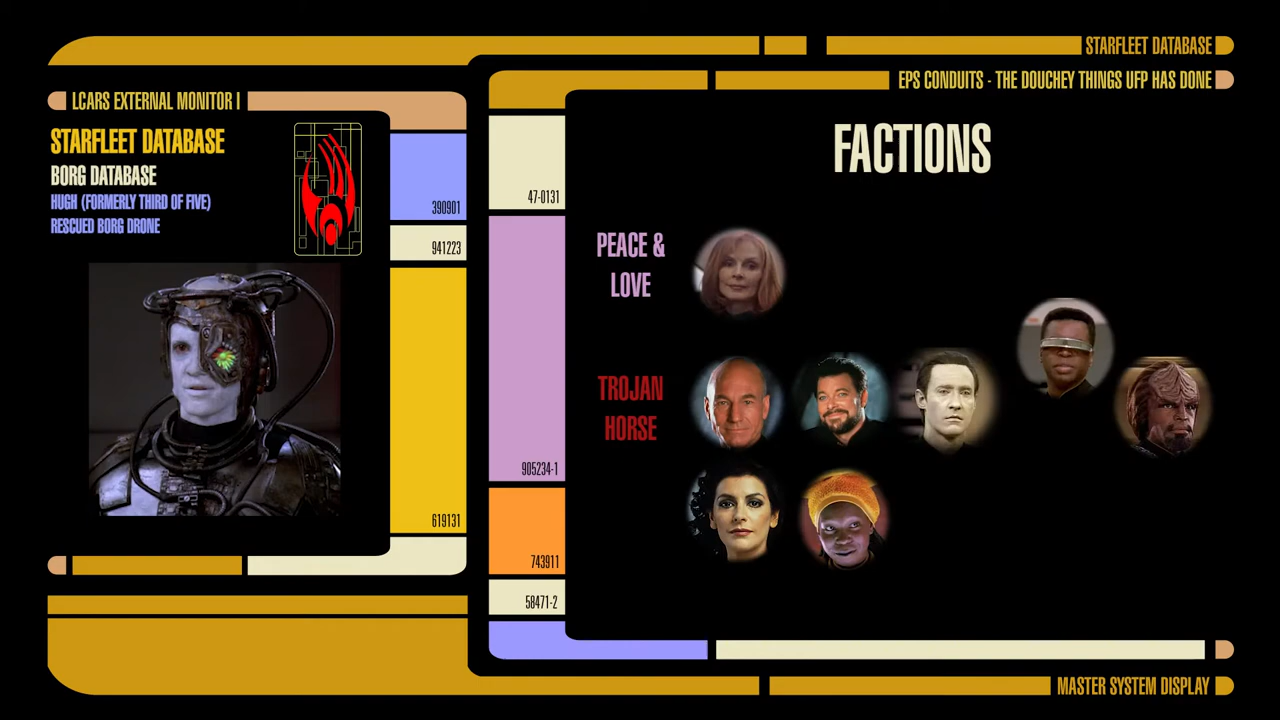 STARFLEET DATABASE
EPS CONDUITS - THE DOUCHEY THINGS UFP HAS DONE
LCARS EXTERNAL MONITOR I
STARFLEET DATABASE
BORG DATABASE
HUGH (FORMERLY THIRD OF FIVE)
RESCUED BORG DRONE
390901
941223
619131
47-0131
905234-1
743911
58471-2
FACTIONS
PEACE &
LOVE
TROJAN
HORSE
MASTER SYSTEM DISPLAY